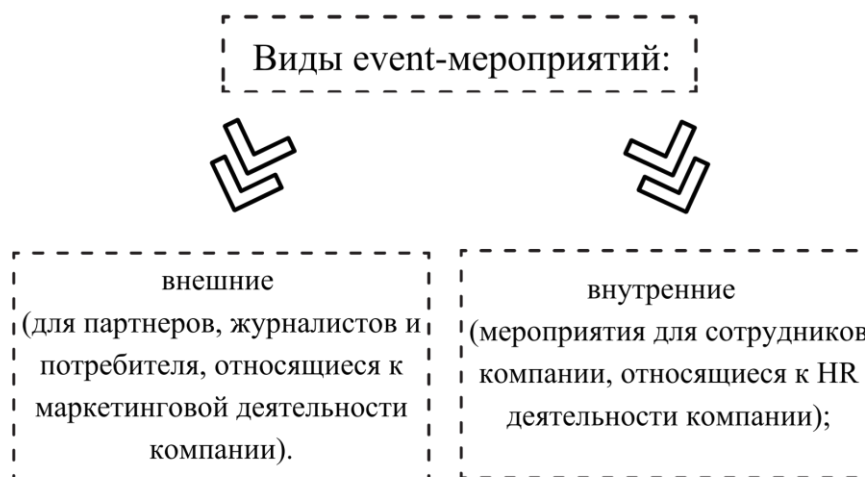 Виды event-мероприятий:
внешние
(для партнеров, журналистов и
потребителя, относящиеся к
маркетинговой деятельности
компании).
внутренние
(мероприятия для сотрудников
компании, относящиеся к HR
деятельности компании);